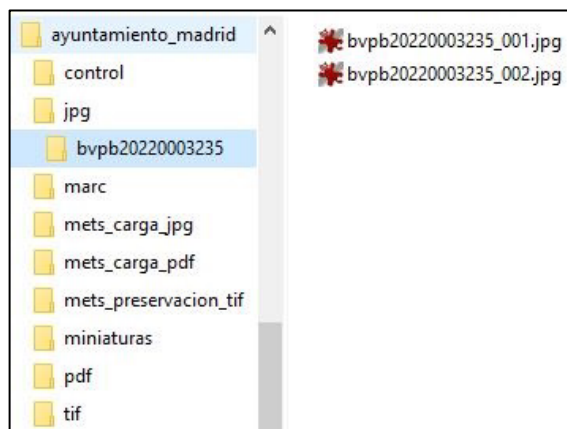 ayuntamiento_madrid
control
jpg
bvpb20220003235
marc
mets_carga_jpg
mets_carga_pdf
mets_preservacion_tif
miniaturas
pdf
tif
bvpb20220003235_001.jpg
bvpb20220003235_002.jpg